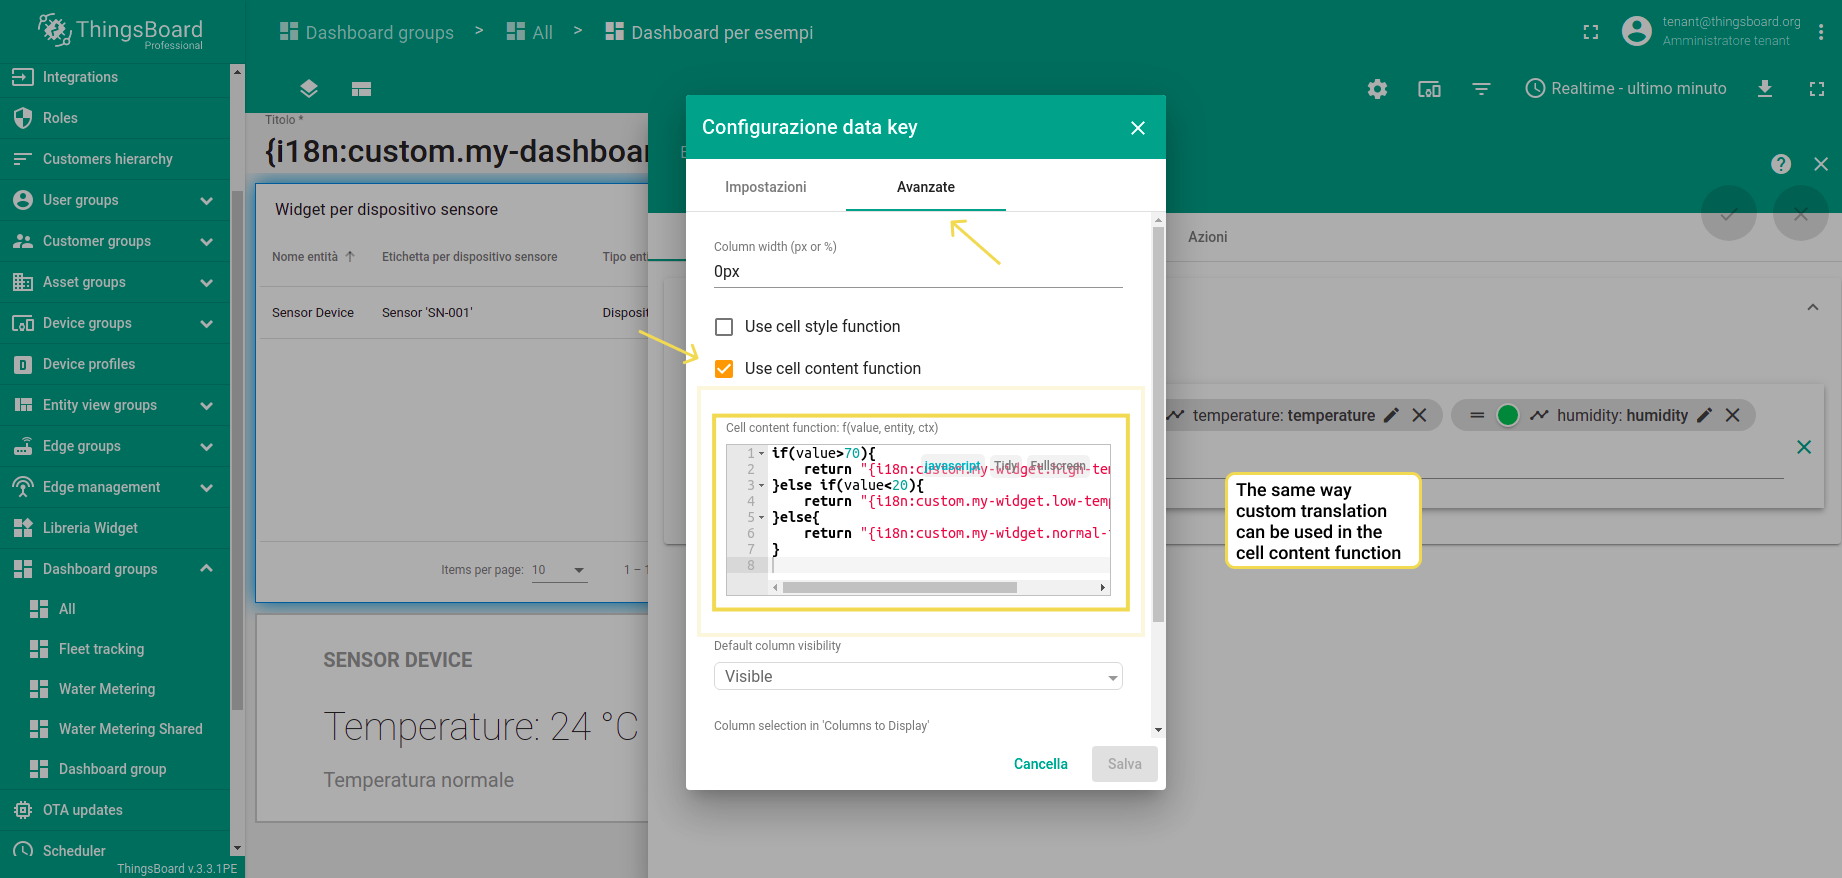 ThingsBoard
Professional
Dashboard groups > All > Dashboard per esempi
tenant@thingsboard.org
Amministratore tenant
Realtime - ultimo minuto
Integrations
Roles
Customers hierarchy
User groups
Customer groups
Asset groups
Device groups
Device profiles
Entity view groups
Edge groups
Edge management
Libreria Widget
Dashboard groups
All
Fleet tracking
Water Metering
Water Metering Shared
Dashboard group
OTA updates
Scheduler
ThingsBoard v.3.3.1PE
Titolo *
{i18n:custom.my-dashboar
Widget per dispositivo sensore
Nome entità Etichetta per dispositivo sensore Tipo ent
Sensor Device Sensor 'SN-001' Disposit
Items per page: 10 1 – 1
SENSOR DEVICE
Temperature: 24 °C
Temperatura normale
Configurazione data key
Impostazioni Avanzate
Column width (px or %)
0px
Use cell style function
Use cell content function
Cell content function: f(value, entity, ctx)
javascript Tidy Fullscreen
1 if(value>70){
2 return "{i18n:custom.my-widget.high-tem
3 }else if(value<20){
4 return "{i18n:custom.my-widget.low-temp
5 }else{
6 return "{i18n:custom.my-widget.normal-
7 }
8
Default column visibility
Visible
Column selection in 'Columns to Display'
Cancella Salva
Azioni
temperature: temperature
humidity: humidity
The same way
custom translation
can be used in the
cell content function